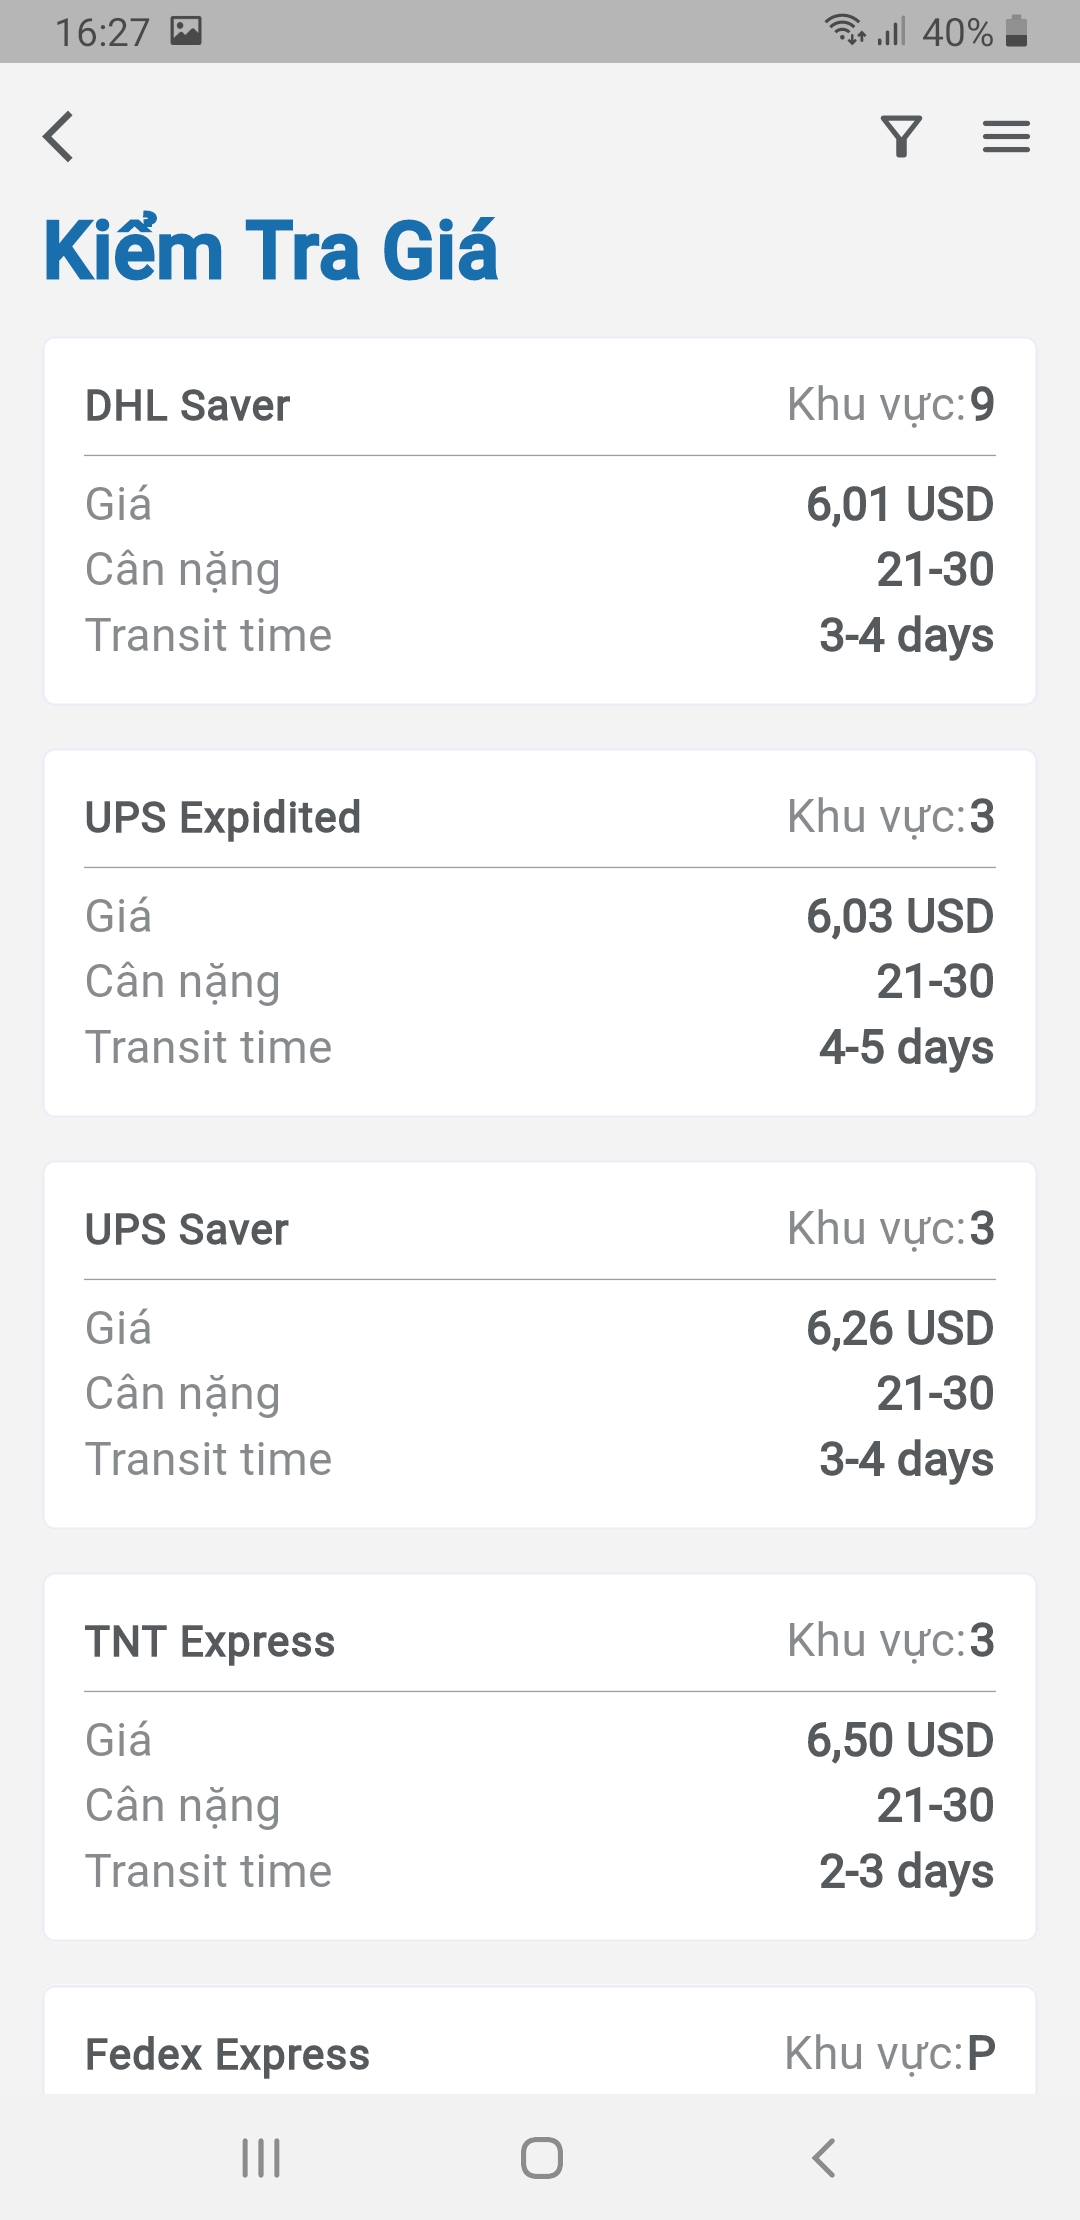 16:27 40%
Kiểm Tra Giá
DHL Saver Khu vực:9
Giá 6,01 USD
Cân nặng 21-30
Transit time 3-4 days
UPS Expidited Khu vực:3
Giá 6,03 USD
Cân nặng 21-30
Transit time 4-5 days
UPS Saver Khu vực:3
Giá 6,26 USD
Cân nặng 21-30
Transit time 3-4 days
TNT Express Khu vực:3
Giá 6,50 USD
Cân nặng 21-30
Transit time 2-3 days
Fedex Express Khu vực:P